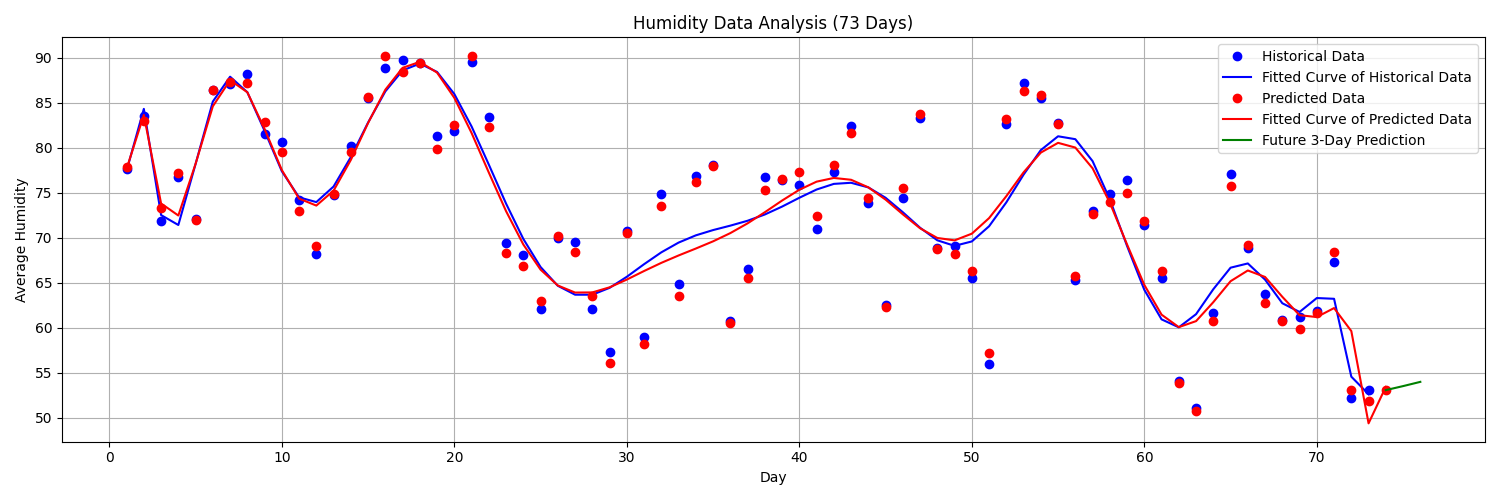 Humidity Data Analysis (73 Days)
Historical Data
Fitted Curve of Historical Data
Predicted Data
Fitted Curve of Predicted Data
Future 3-Day Prediction
Average Humidity
90
85
80
75
70
65
60
55
50
0 10 20 30 40 50 60 70
Day